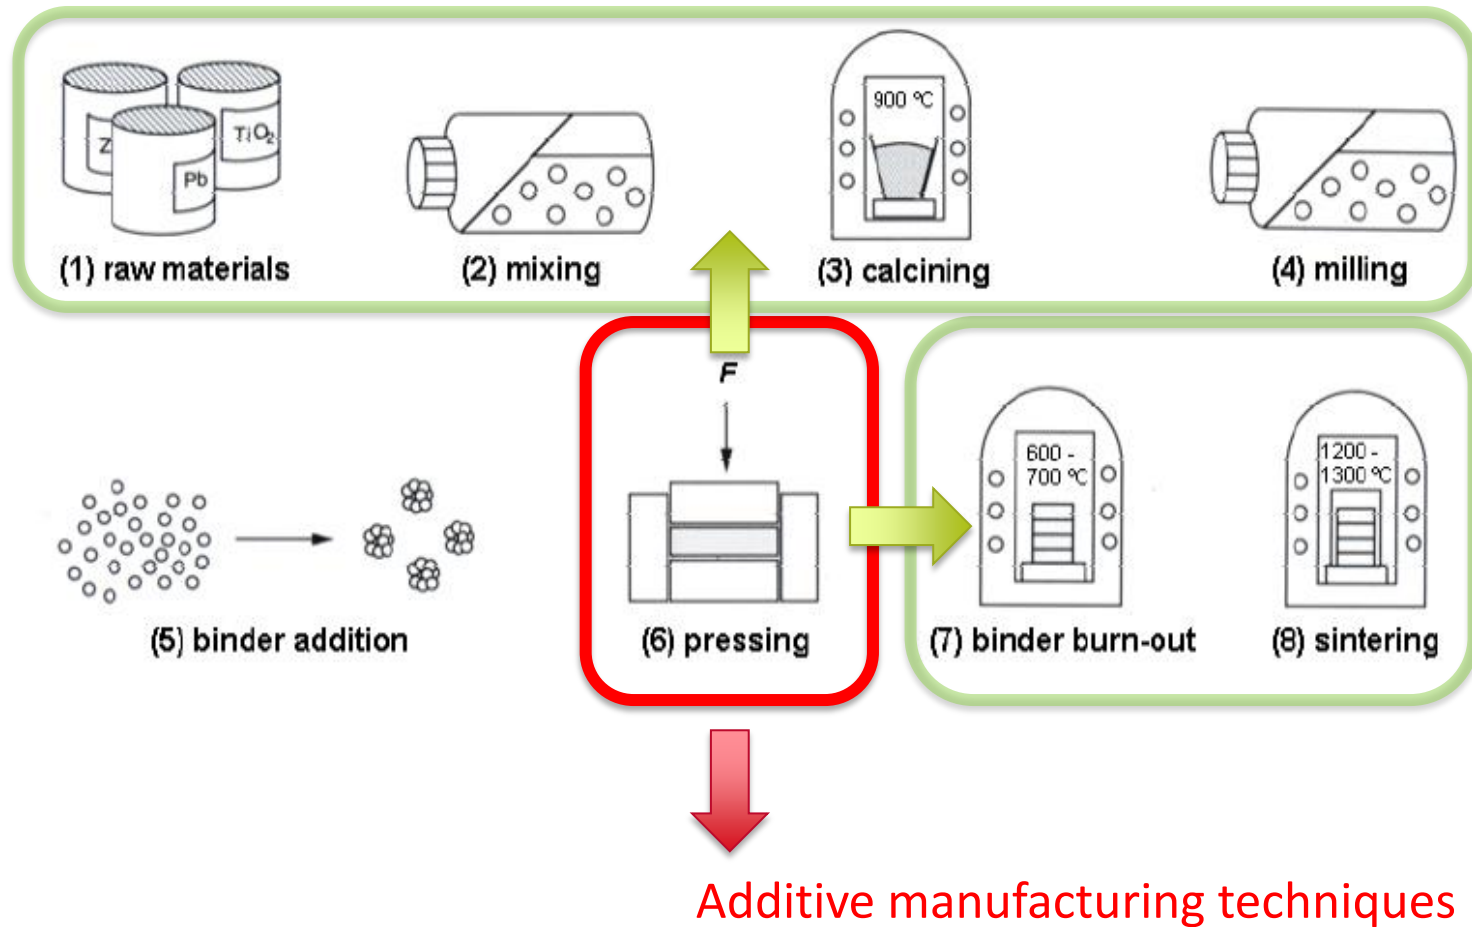 Z
TiO2
Pb
900 °C
(1) raw materials
(2) mixing
(3) calcining
(4) milling
F
600 -
700 °C
1200 -
1300 °C
(5) binder addition
(6) pressing
(7) binder burn-out
(8) sintering
Additive manufacturing techniques